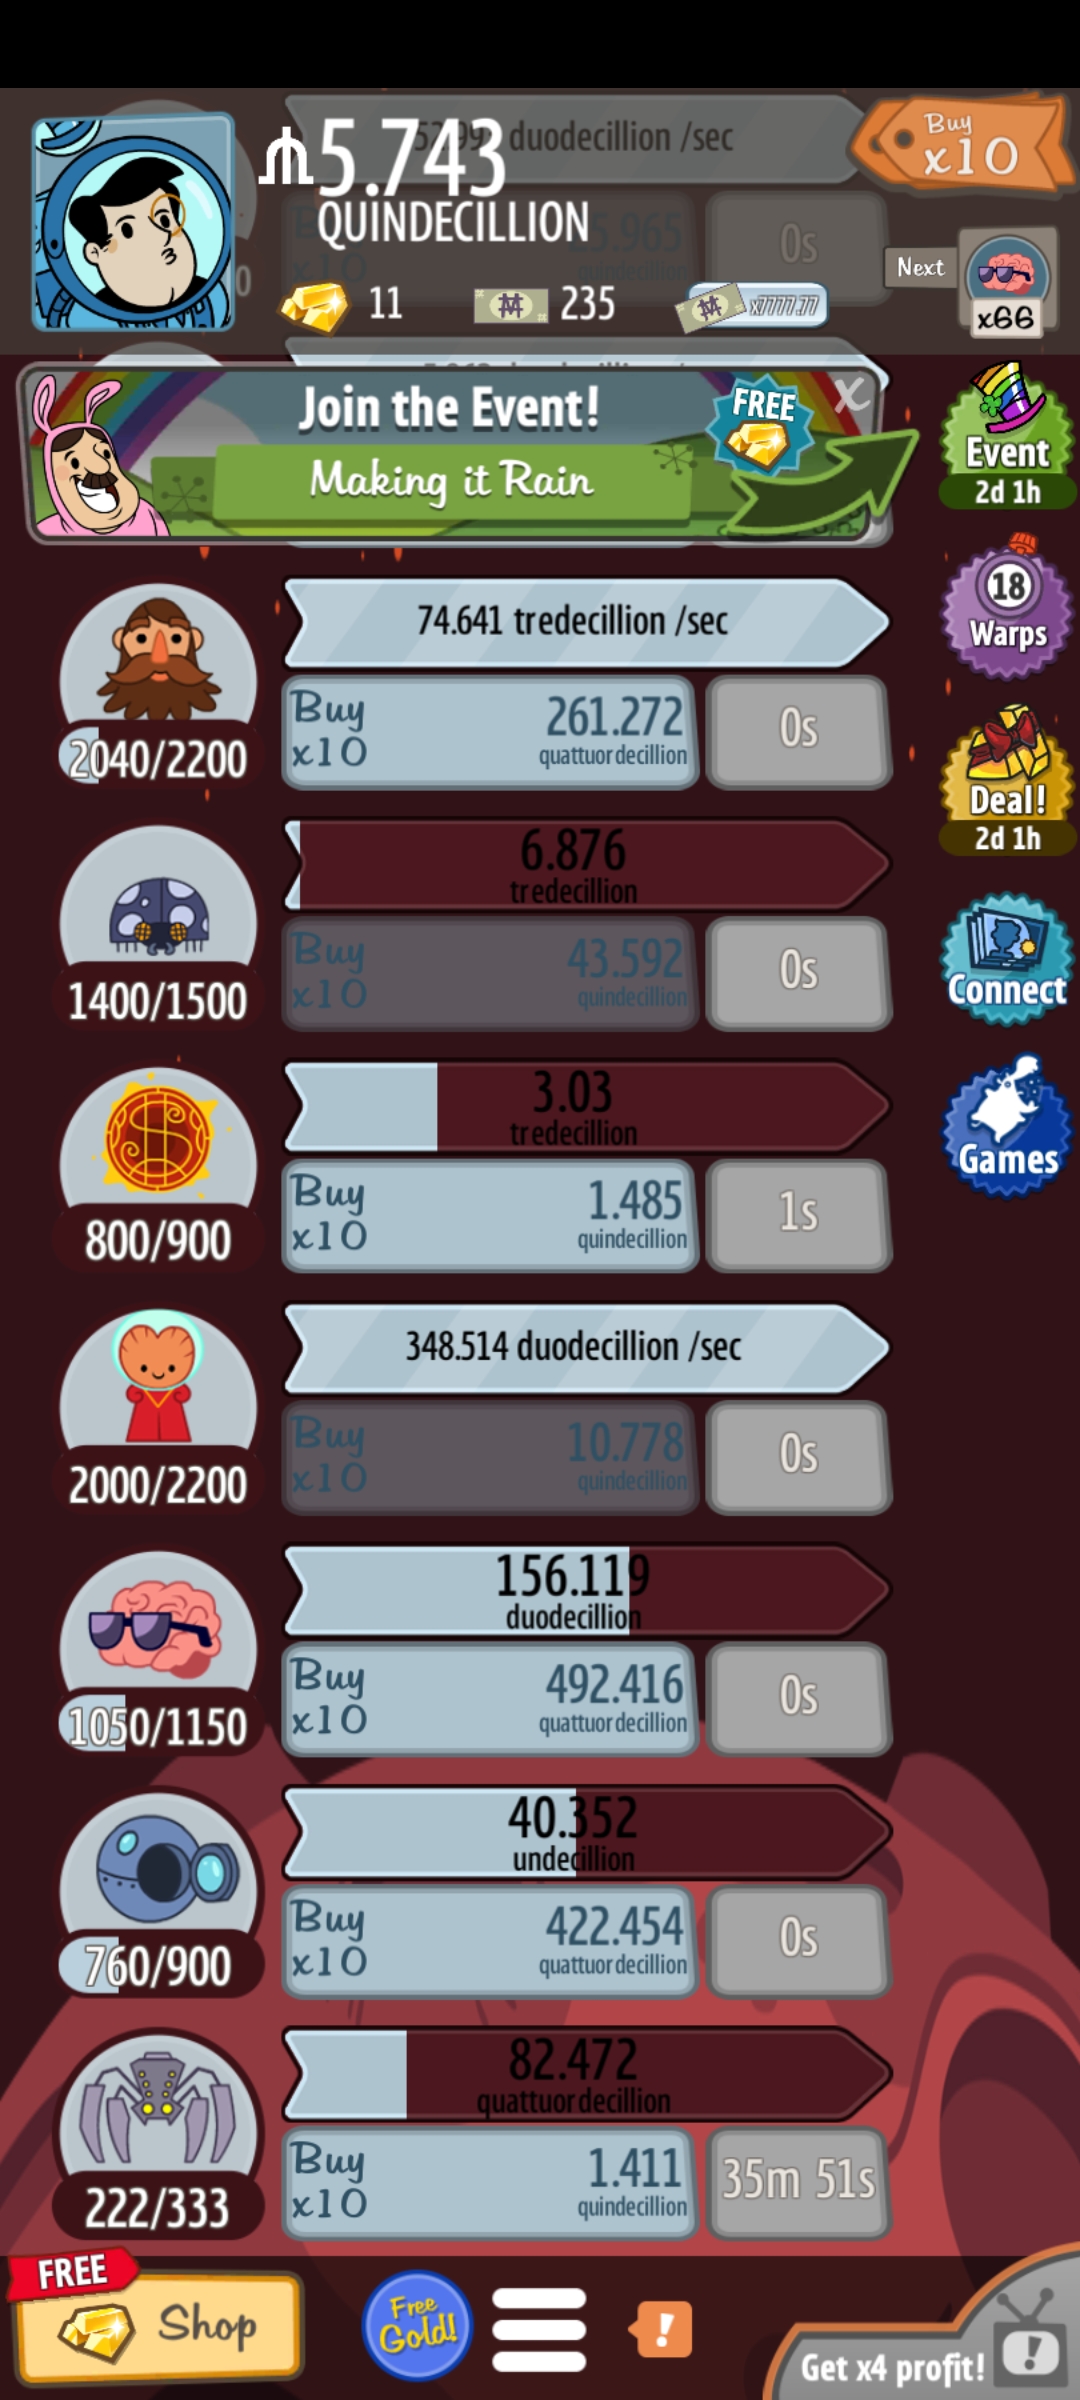 duodecillion /sec
5.743
QUINDECILLION
Buy
x10
Buy
x10
5.965
quindecillion
0s
11
235
x7777.77
Next
x66
Join the Event!
Making it Rain
FREE
X
Event
2d 1h
74.641 tredecillion /sec
Buy
x10
261.272
quattuordecillion
0s
2040/2200
18
Warps
Deal!
2d 1h
6.876
tredecillion
Buy
x10
43.592
quindecillion
0s
1400/1500
Connect
3.03
tredecillion
Buy
x10
1.485
quindecillion
1s
800/900
Games
348.514 duodecillion /sec
Buy
x10
10.778
quindecillion
0s
2000/2200
156.119
duodecillion
Buy
x10
492.416
quattuordecillion
0s
1050/1150
40.352
undecillion
Buy
x10
422.454
quattuordecillion
0s
760/900
82.472
quattuordecillion
Buy
x10
1.411
quindecillion
35m 51s
222/333
FREE
Shop
Free
Gold!
!
Get x4 profit!
!